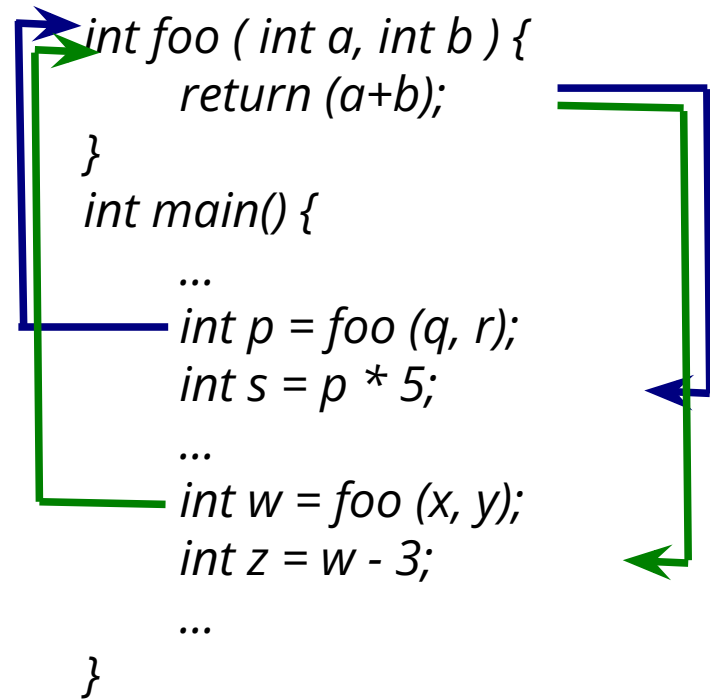 int foo ( int a, int b ) {
return (a+b);
}
int main() {
...
int p = foo (q, r);
int s = p * 5;
...
int w = foo (x, y);
int z = w - 3;
...
}